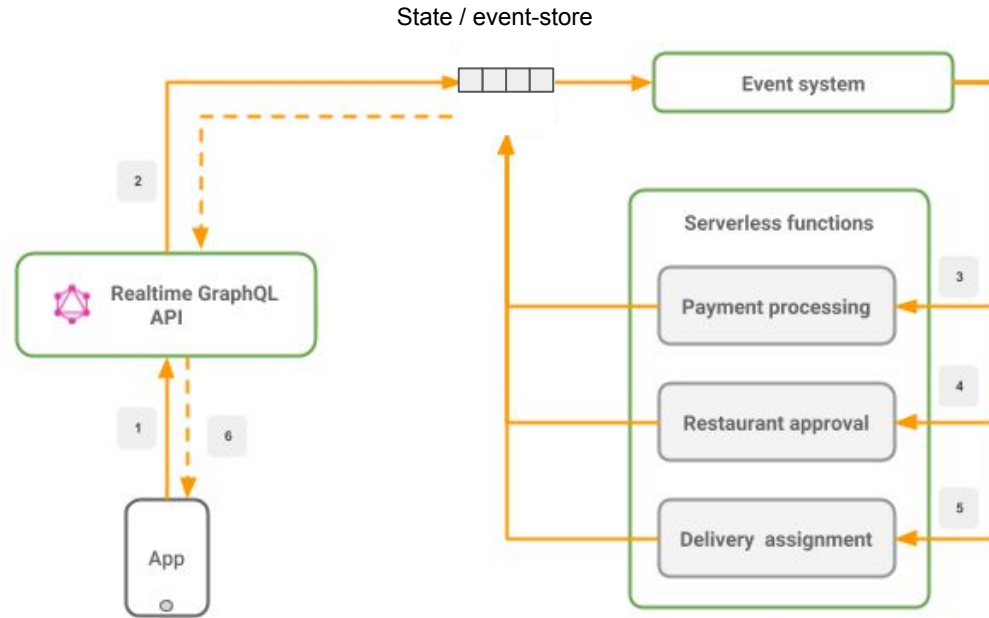 State / event-store
Event system
2
Serverless functions
3
Realtime GraphQL
API
Payment processing
4
1
6
Restaurant approval
5
App
Delivery assignment